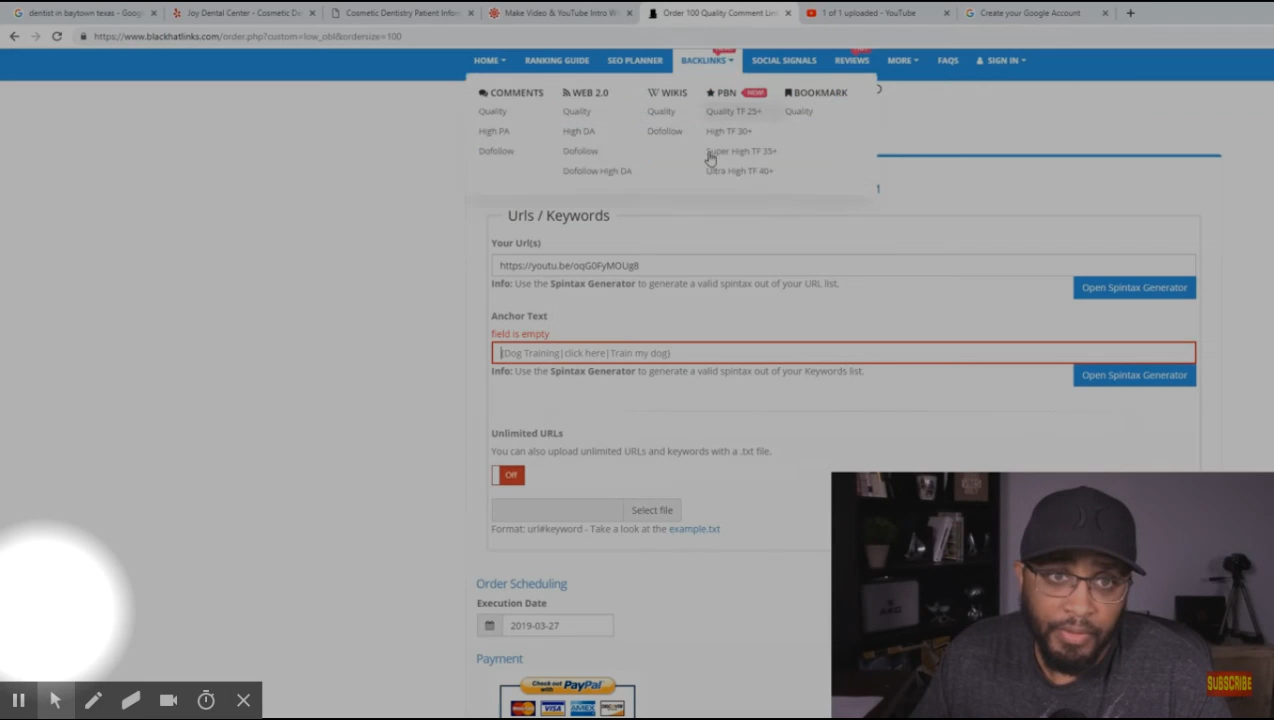 dentist in baytown texas - Goog
Joy Dental Center - Cosmetic De
Cosmetic Dentistry Patient Infor
Make Video & YouTube Intro Wi
Order 100 Quality Comment Lin
1 of 1 uploaded - YouTube
Create your Google Account
https://www.blackhatlinks.com/order.php?custom=low_obl&ordersize=100
HOME
RANKING GUIDE
SEO PLANNER
BACKLINKS
SOCIAL SIGNALS
REVIEWS
MORE
FAQS
SIGN IN
COMMENTS
WEB 2.0
WIKIS
PBN NEW
BOOKMARK
Quality
Quality
Quality
Quality TF 25+
Quality
High PA
High DA
Dofollow
High TF 30+
Dofollow
Dofollow
Super High TF 35+
Dofollow High DA
Ultra High TF 40+
Urls / Keywords
Your Url(s)
https://youtu.be/oqG0FyMOUg8
Info: Use the Spintax Generator to generate a valid spintax out of your URL list.
Open Spintax Generator
Anchor Text
field is empty
{Dog Training|click here|Train my dog}
Info: Use the Spintax Generator to generate a valid spintax out of your Keywords list.
Open Spintax Generator
Unlimited URLs
You can also upload unlimited URLs and keywords with a .txt file.
Off
Select file
Format: url#keyword - Take a look at the example.txt
Order Scheduling
Execution Date
2019-03-27
Payment
Check out with PayPal
VISA
AMEX
DISCOVER
SUBSCRIBE